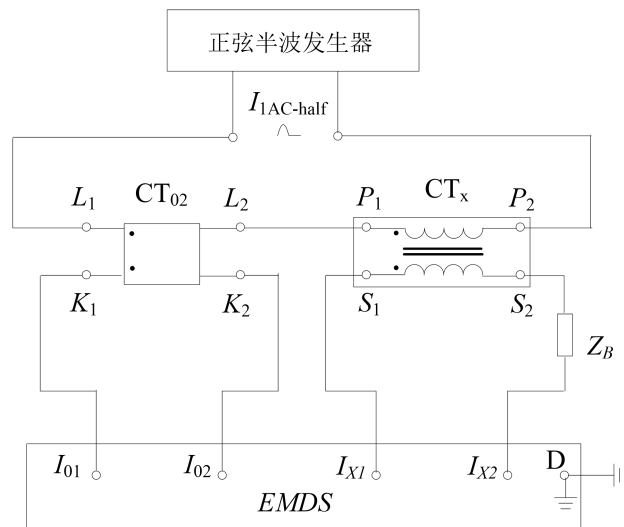 正弦半波发生器
I1AC-half
L1 CT02 L2 P1 CTx P2
K1 K2 S1 S2
ZB
I01 I02 IX1 IX2 D
EMDS